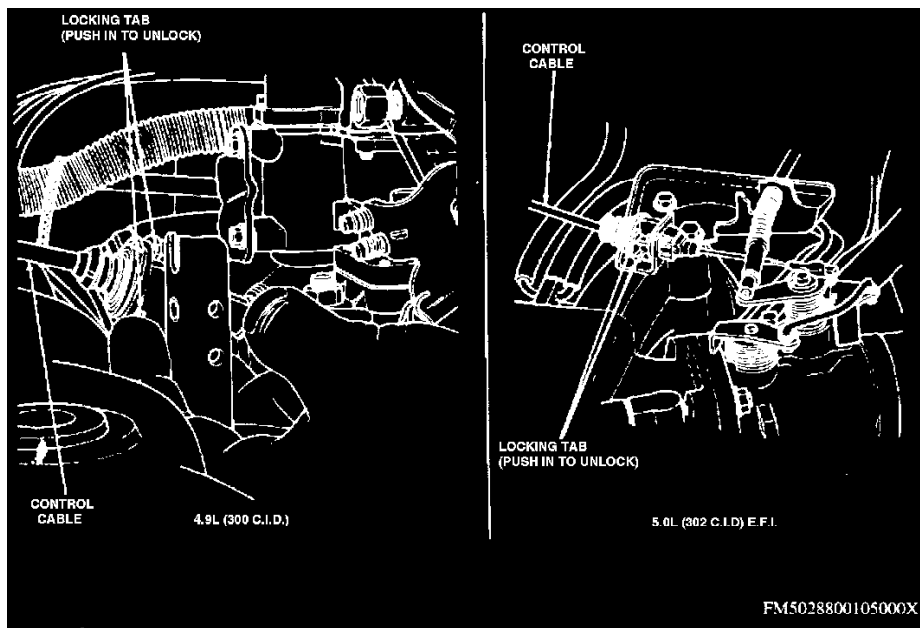 LOCKING TAB
(PUSH IN TO UNLOCK)
CONTROL
CABLE
4.9L (300 C.I.D.)
CONTROL
CABLE
LOCKING TAB
(PUSH IN TO UNLOCK)
5.0L (302 C.I.D) E.F.I.
FM5028800105000X